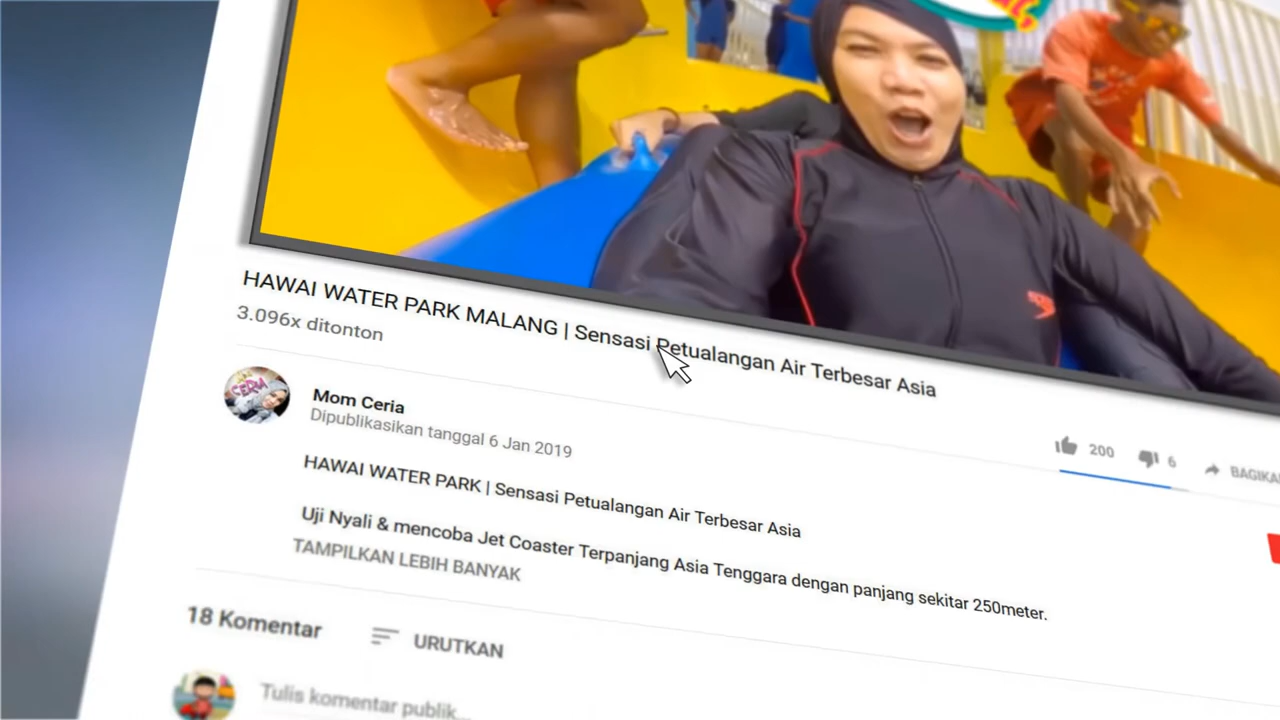 HAWAI WATER PARK MALANG | Sensasi Petualangan Air Terbesar Asia
3.096x ditonton
200
6
CERIA
Mom Ceria
Dipublikasikan tanggal 6 Jan 2019
HAWAI WATER PARK | Sensasi Petualangan Air Terbesar Asia
Uji Nyali & mencoba Jet Coaster Terpanjang Asia Tenggara dengan panjang sekitar 250meter.
TAMPILKAN LEBIH BANYAK
18 Komentar
URUTKAN
Tulis komentar publik...